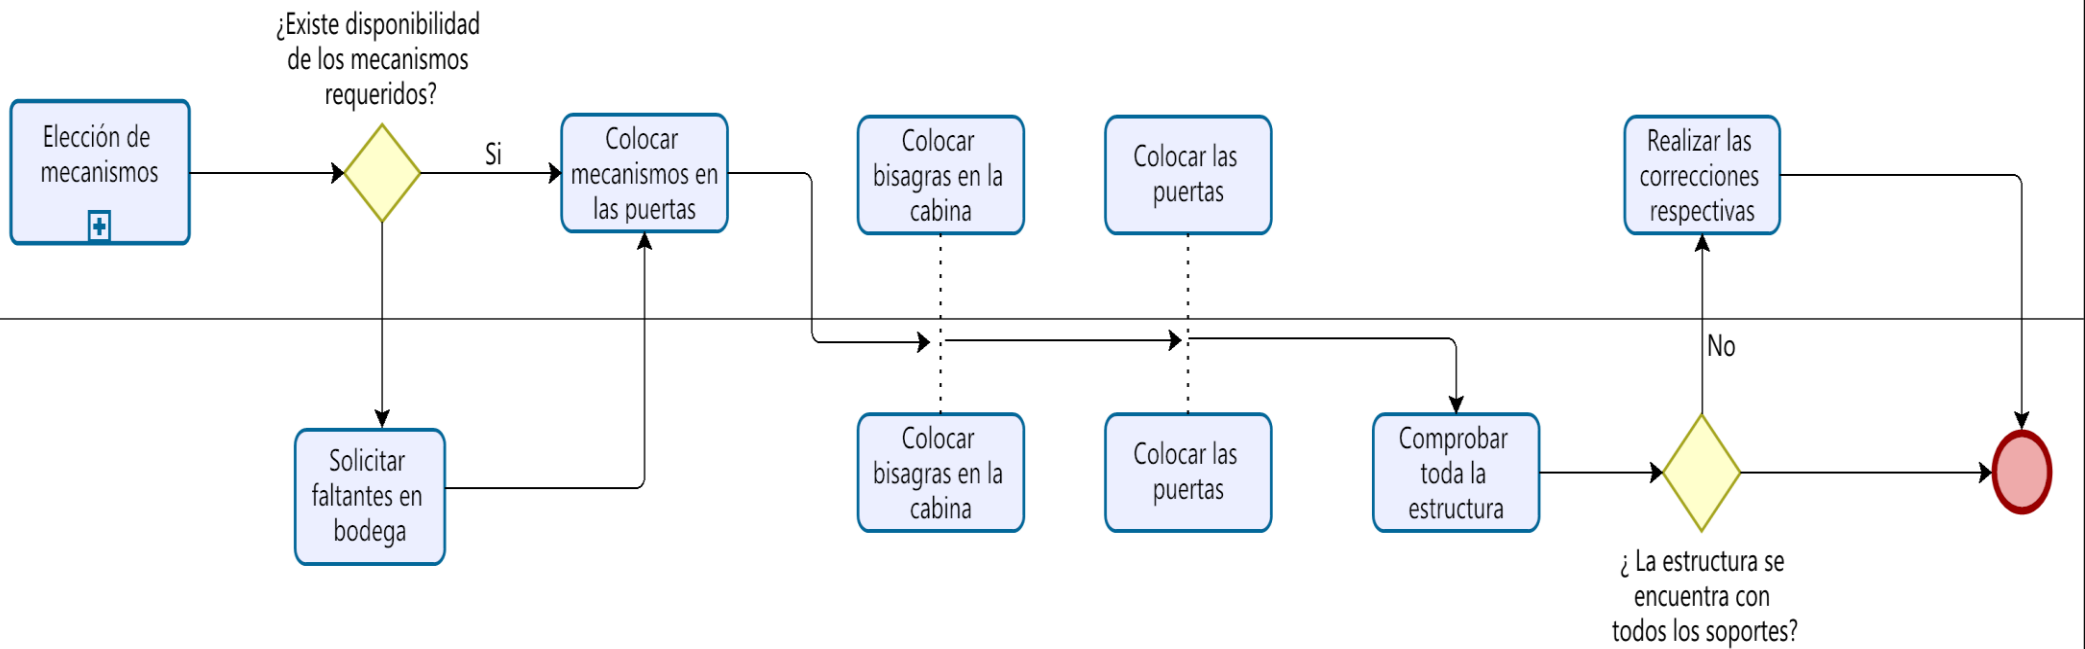 ¿Existe disponibilidad
de los mecanismos
requeridos?
Elección de
mecanismos
Si
Colocar
mecanismos en
las puertas
Colocar
bisagras en la
cabina
Colocar las
puertas
Realizar las
correcciones
respectivas
No
Solicitar
faltantes en
bodega
Colocar
bisagras en la
cabina
Colocar las
puertas
Comprobar
toda la
estructura
¿ La estructura se
encuentra con
todos los soportes?